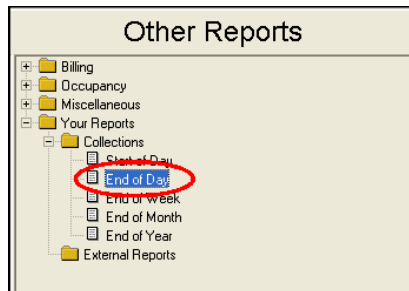 Other Reports
Billing
Occupancy
Miscellaneous
Your Reports
Collections
Start of Day
End of Day
End of Week
End of Month
End of Year
External Reports